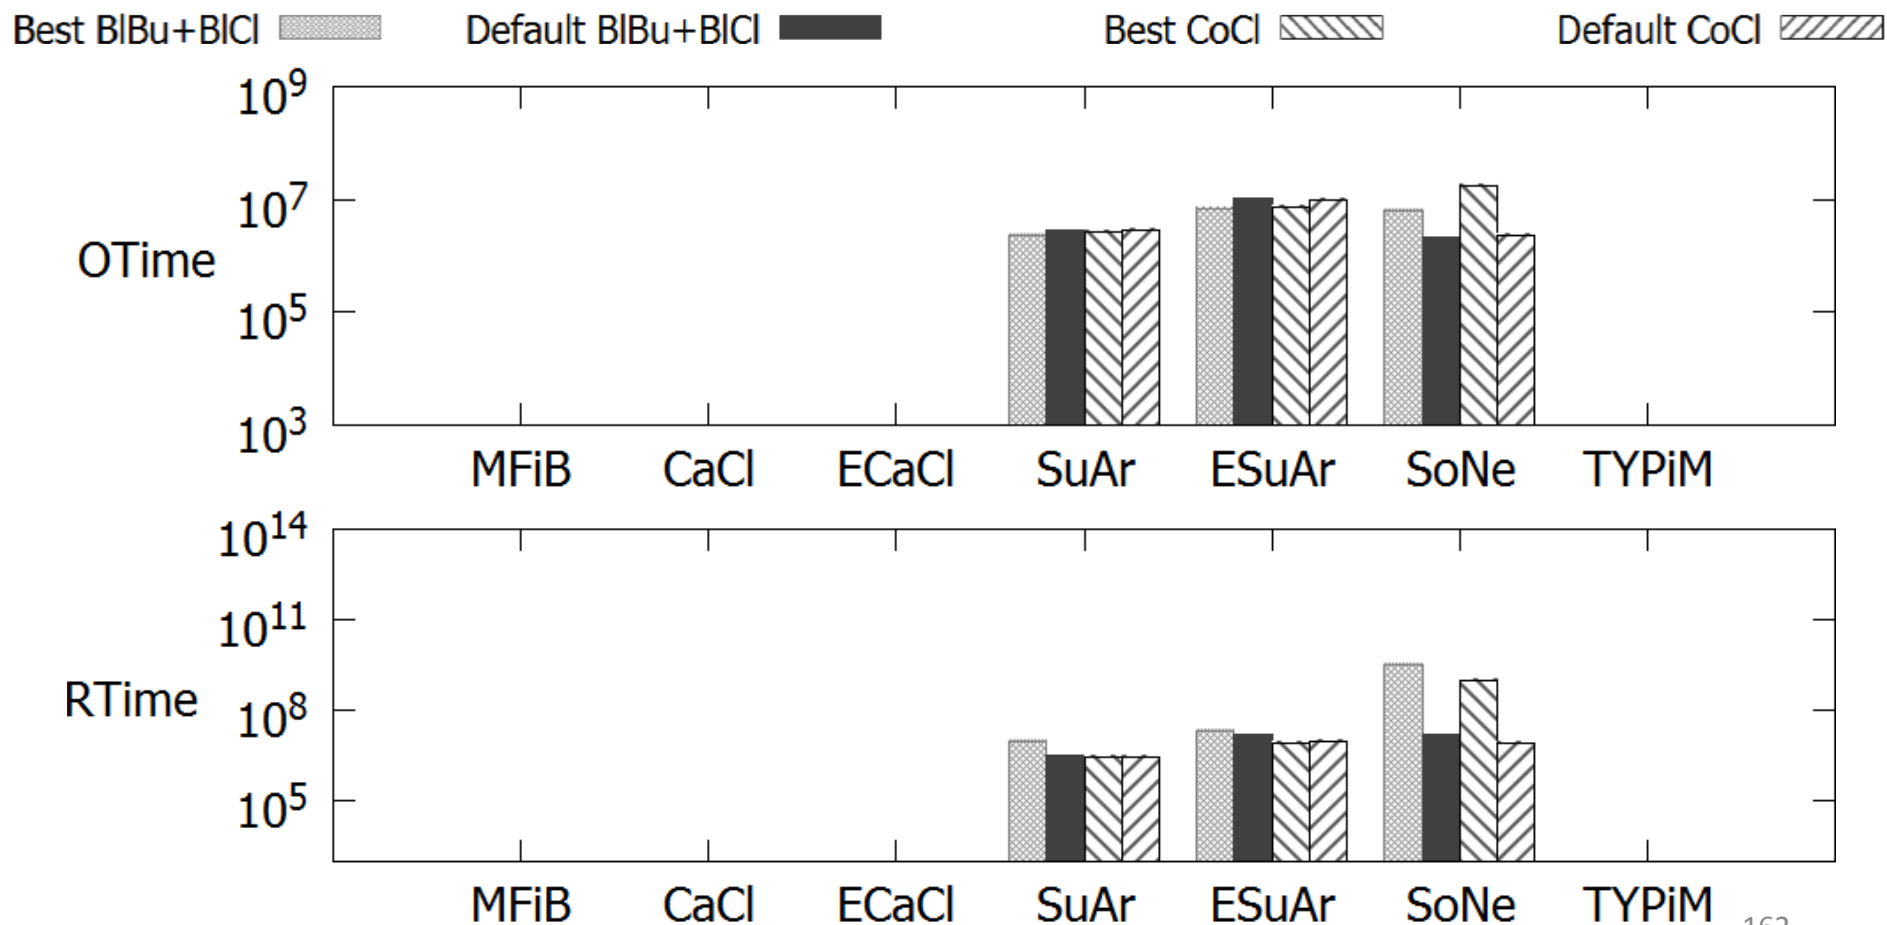 Best BlBu+BlCl Default BlBu+BlCl Best CoCl Default CoCl
10^9
10^7
OTime
10^5
10^3
MFiB CaCl ECaCl SuAr ESuAr SoNe TYPiM
10^14
10^11
RTime
10^8
10^5
MFiB CaCl ECaCl SuAr ESuAr SoNe TYPiM